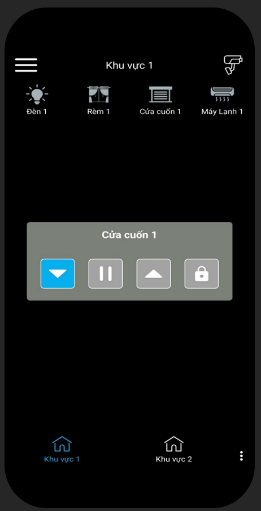 Khu vực 1
Đèn 1 Rèm 1 Cửa cuốn 1 Máy Lạnh 1
Cửa cuốn 1
Khu vực 1 Khu vực 2